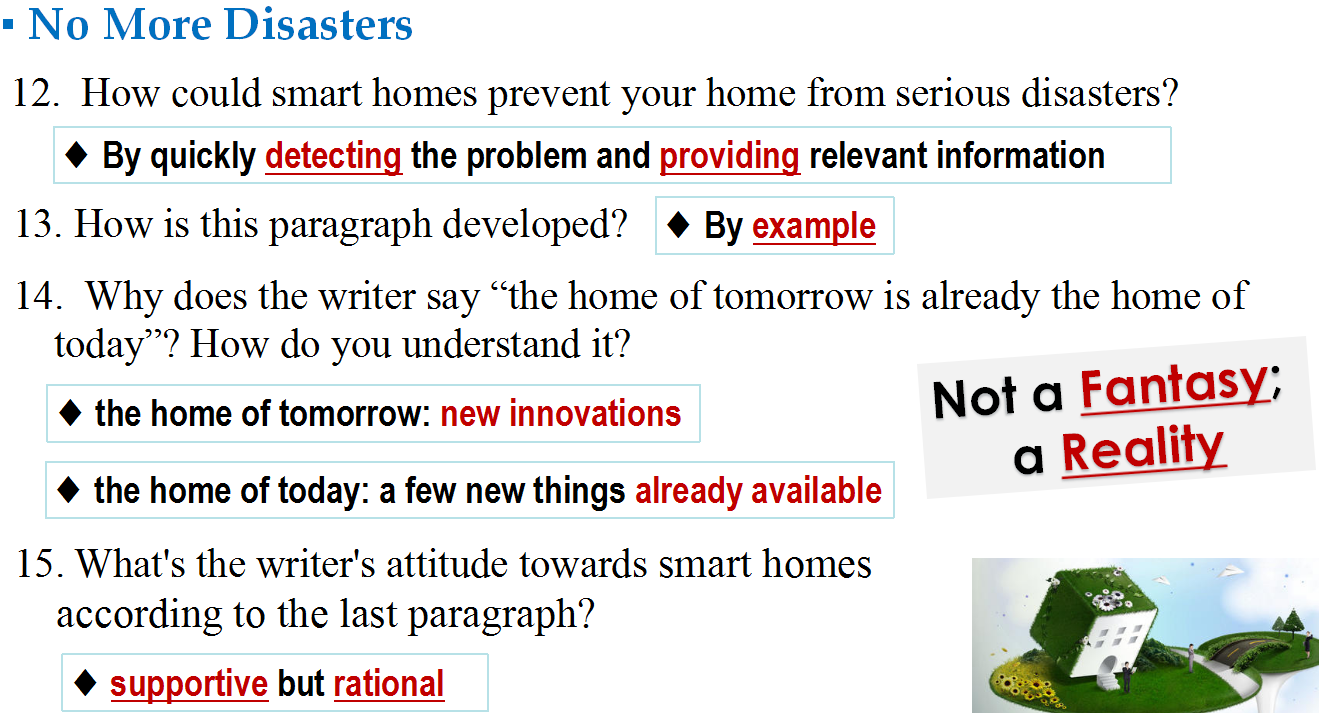 ▪ No More Disasters
12. How could smart homes prevent your home from serious disasters?
♦ By quickly detecting the problem and providing relevant information
13. How is this paragraph developed?
♦ By example
14. Why does the writer say “the home of tomorrow is already the home of
today”? How do you understand it?
♦ the home of tomorrow: new innovations
♦ the home of today: a few new things already available
Not a Fantasy;
a Reality
15. What's the writer's attitude towards smart homes
according to the last paragraph?
♦ supportive but rational